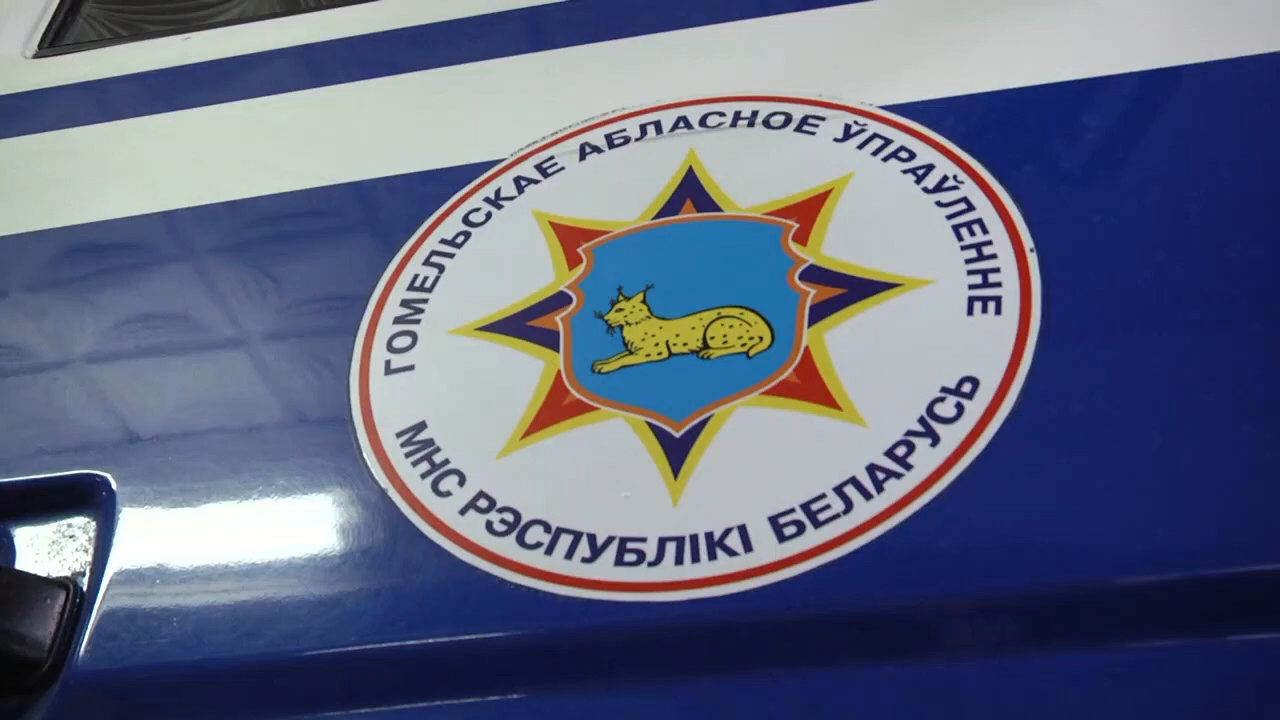 ГОМЕЛЬСКАЕ АБЛАСНОЕ ЎПРАЎЛЕННЕ
МНС РЭСПУБЛІКІ БЕЛАРУСЬ